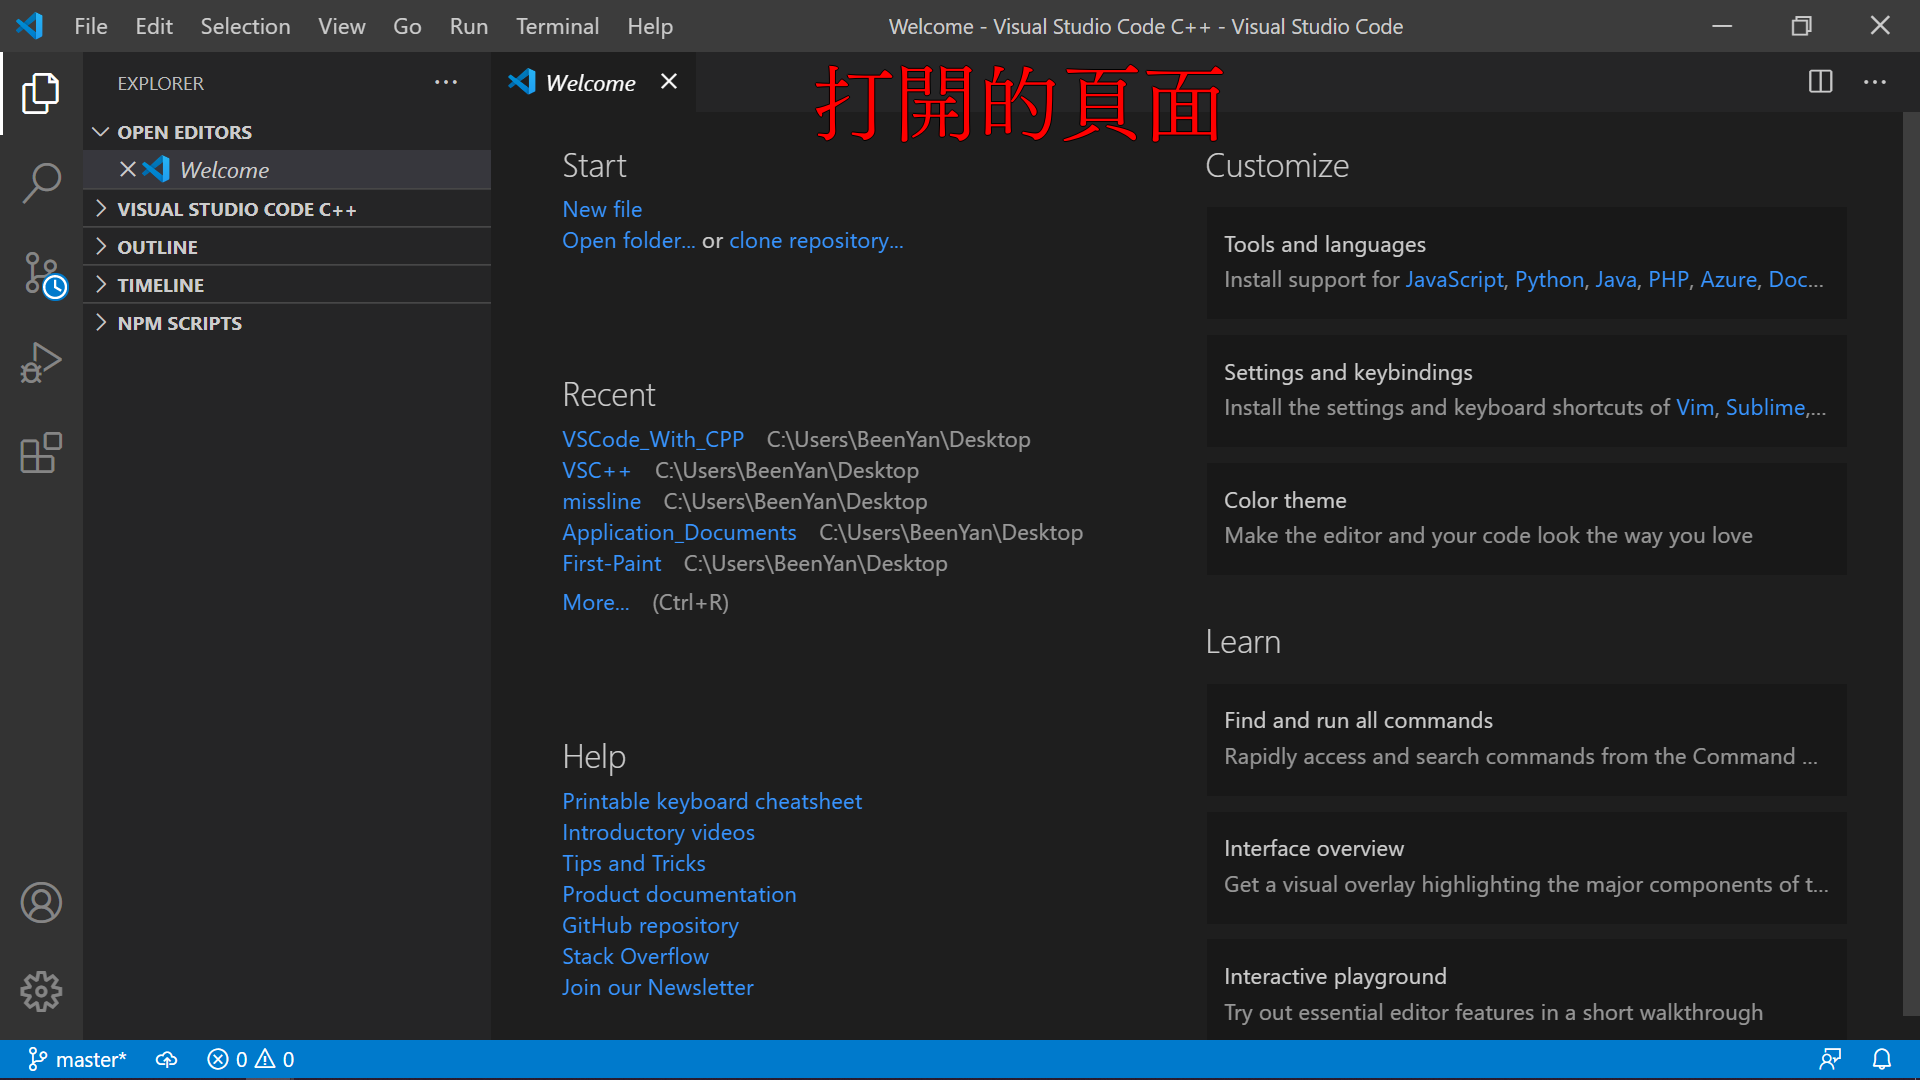 File Edit Selection View Go Run Terminal Help
Welcome - Visual Studio Code C++ - Visual Studio Code
EXPLORER
OPEN EDITORS
Welcome
VISUAL STUDIO CODE C++
OUTLINE
TIMELINE
NPM SCRIPTS
Welcome
打開的頁面
Start
New file
Open folder... or clone repository...
Recent
VSCode_With_CPP C:\Users\BeenYan\Desktop
VSC++ C:\Users\BeenYan\Desktop
missline C:\Users\BeenYan\Desktop
Application_Documents C:\Users\BeenYan\Desktop
First-Paint C:\Users\BeenYan\Desktop
More... (Ctrl+R)
Help
Printable keyboard cheatsheet
Introductory videos
Tips and Tricks
Product documentation
GitHub repository
Stack Overflow
Join our Newsletter
Customize
Tools and languages
Install support for JavaScript, Python, Java, PHP, Azure, Doc...
Settings and keybindings
Install the settings and keyboard shortcuts of Vim, Sublime,...
Color theme
Make the editor and your code look the way you love
Learn
Find and run all commands
Rapidly access and search commands from the Command ...
Interface overview
Get a visual overlay highlighting the major components of t...
Interactive playground
Try out essential editor features in a short walkthrough
master* 0 0